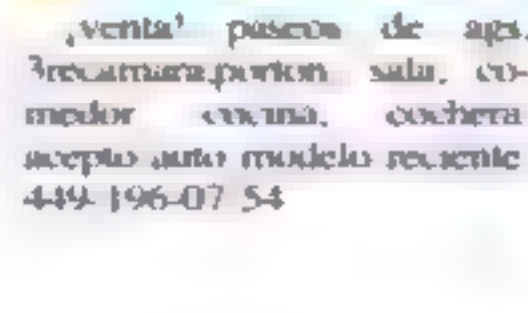 ¡venta! paseos de ags.
3recamara,porton sala, co-
medor cocina, cochera
acepto auto modelo reciente
449-196-07 54